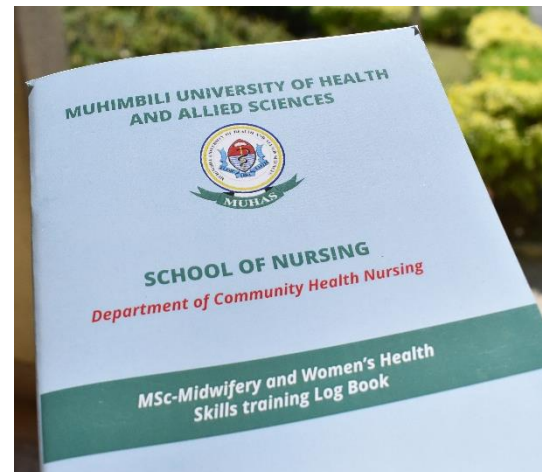 MUHIMBILI UNIVERSITY OF HEALTH
AND ALLIED SCIENCES
MUHAS
SCHOOL OF NURSING
Department of Community Health Nursing
MSc-Midwifery and Women's Health
Skills training Log Book